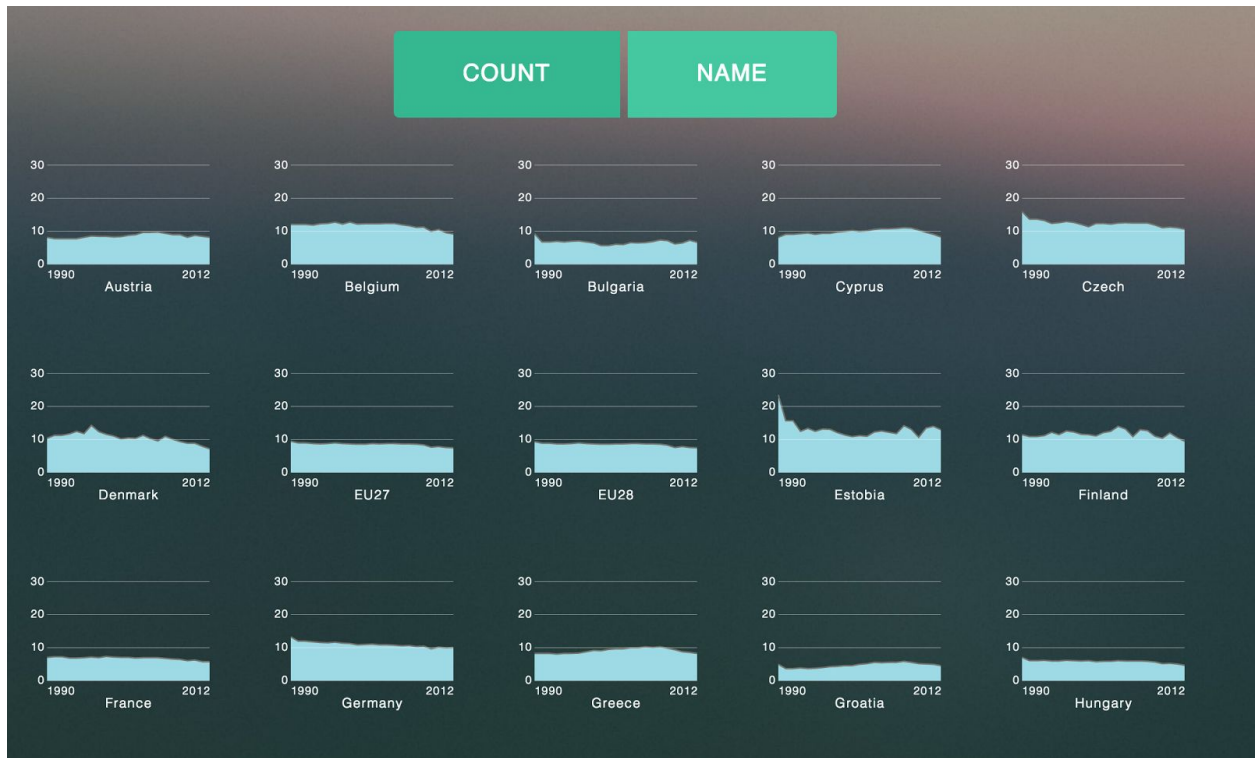 COUNT NAME
30 30 30 30 30
20 20 20 20 20
10 10 10 10 10
0 0 0 0 0
1990 2012 1990 2012 1990 2012 1990 2012 1990 2012
Austria Belgium Bulgaria Cyprus Czech
30 30 30 30 30
20 20 20 20 20
10 10 10 10 10
0 0 0 0 0
1990 2012 1990 2012 1990 2012 1990 2012 1990 2012
Denmark EU27 EU28 Estobia Finland
30 30 30 30 30
20 20 20 20 20
10 10 10 10 10
0 0 0 0 0
1990 2012 1990 2012 1990 2012 1990 2012 1990 2012
France Germany Greece Groatia Hungary